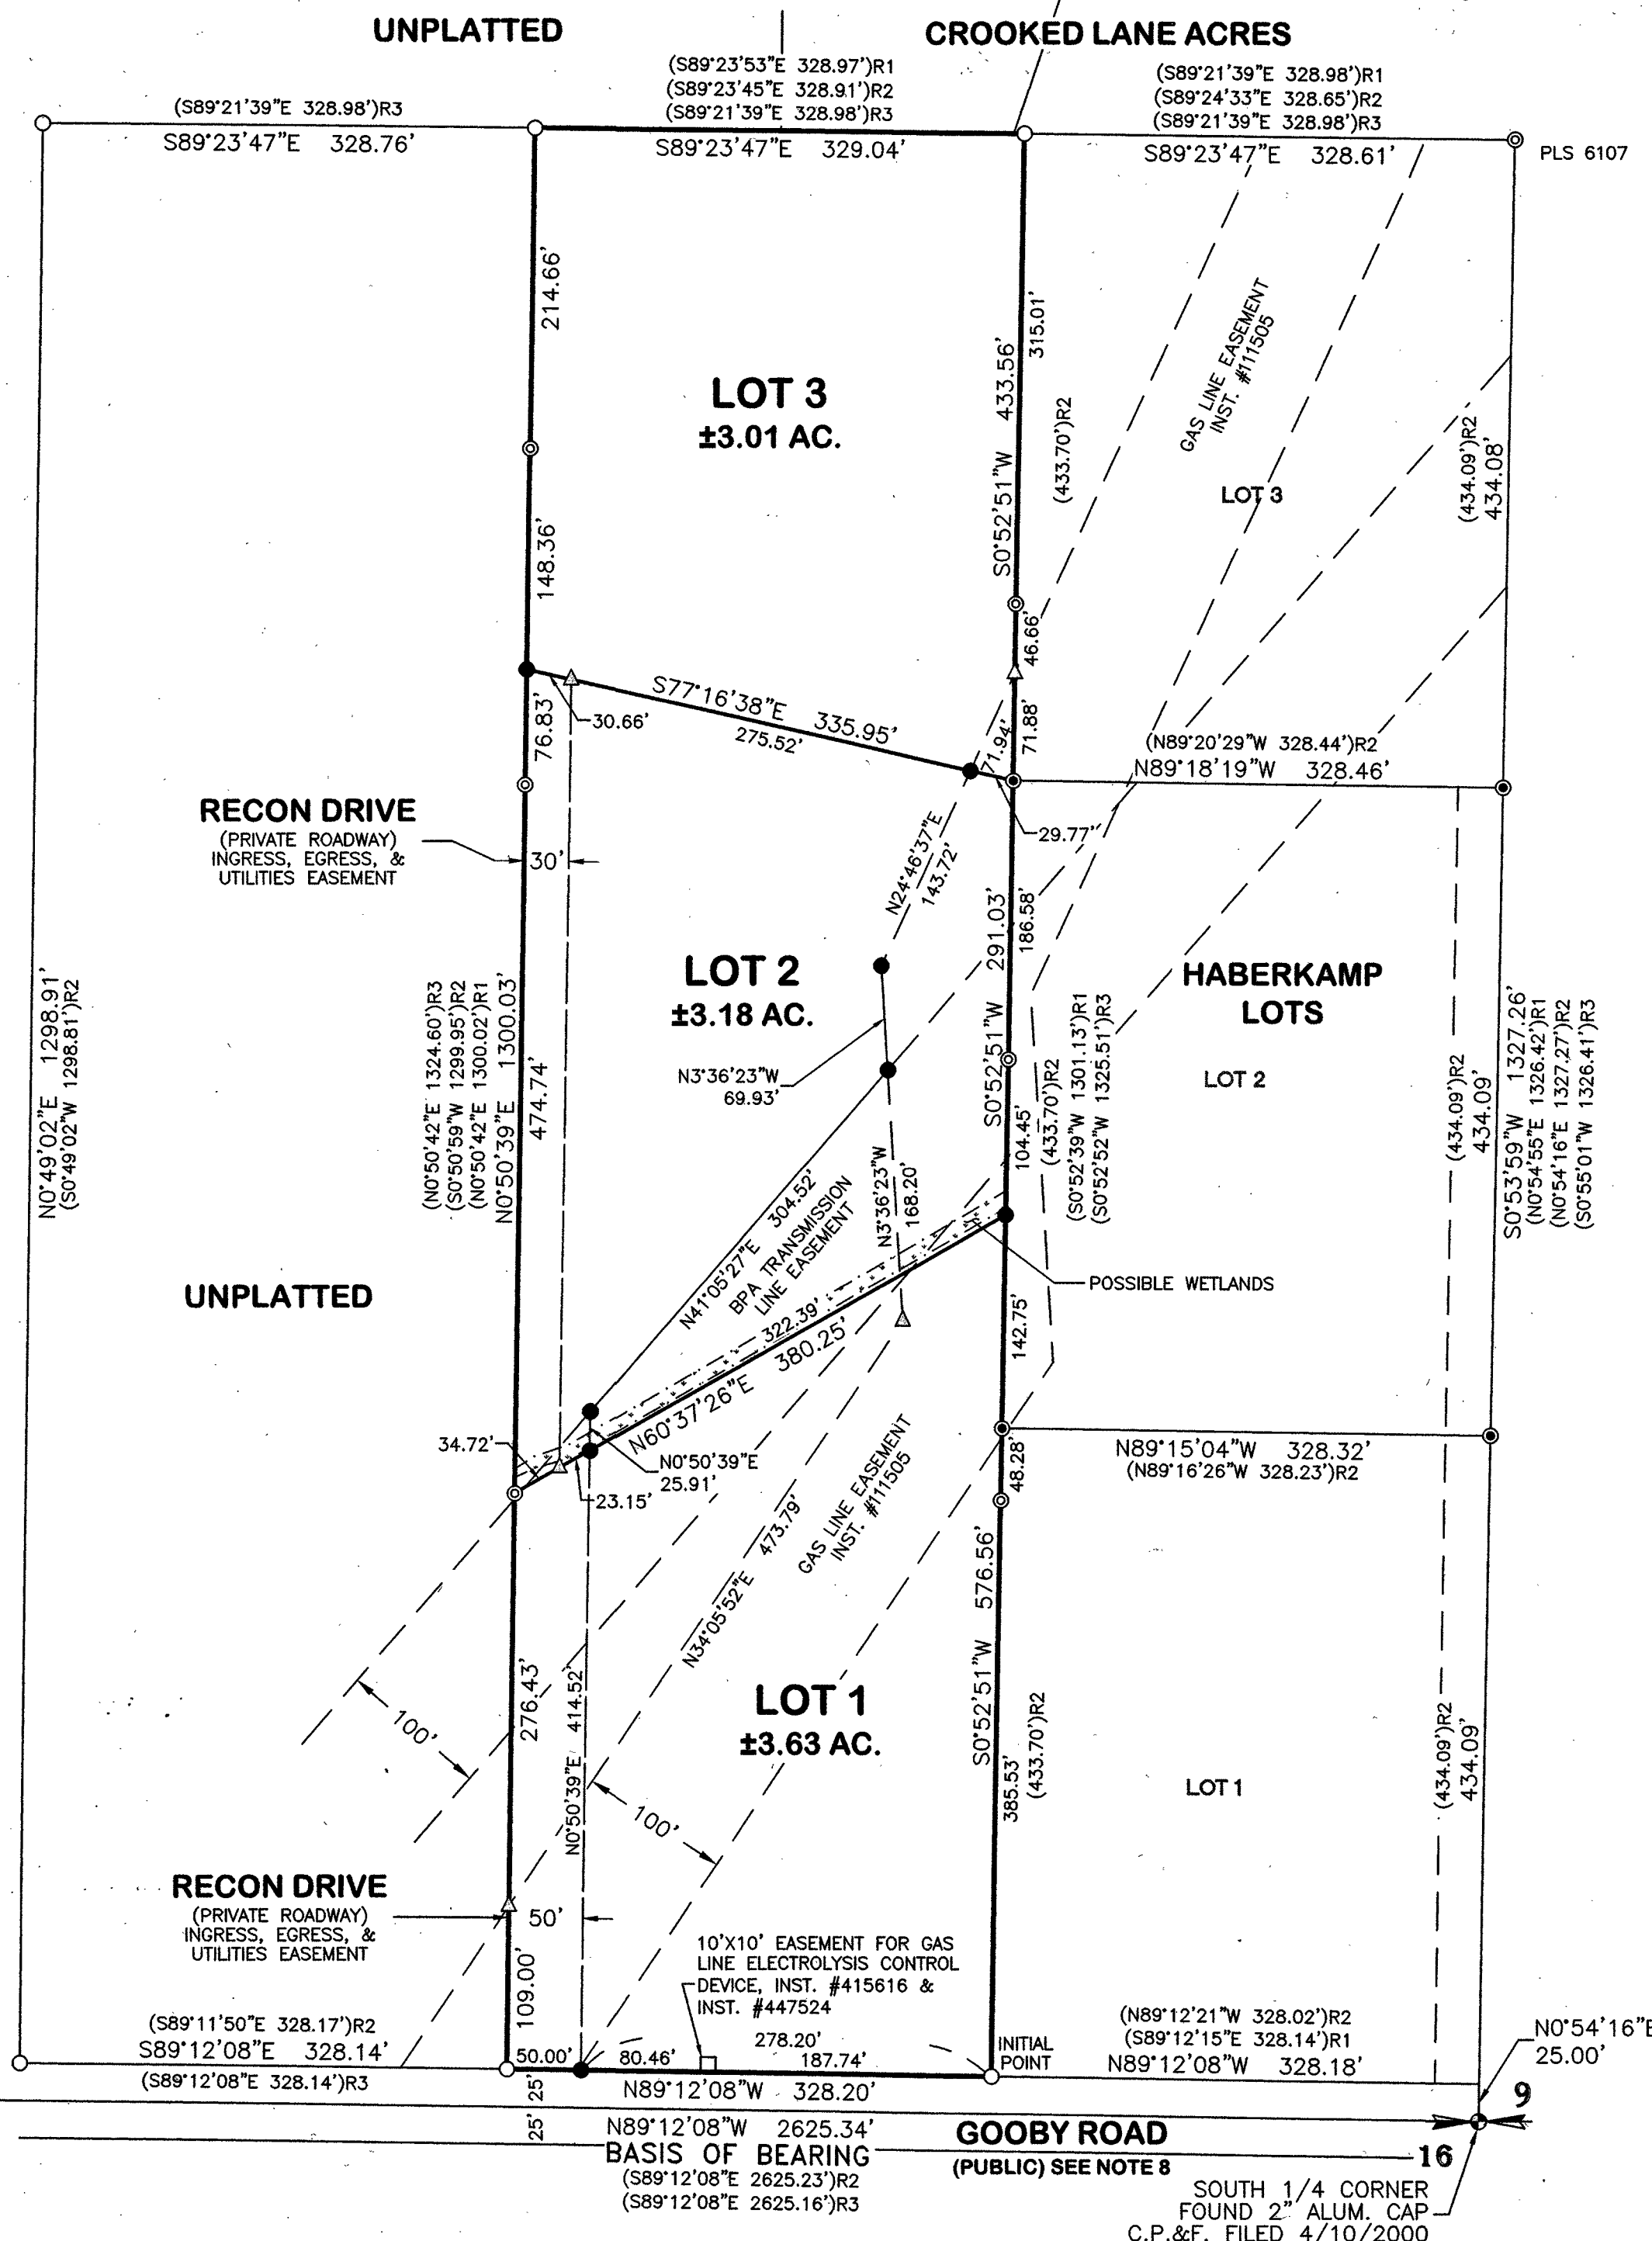 UNPLATTED
CROOKED LANE ACRES
(S89°23'53"E 328.97')R1
(S89°23'45"E 328.91')R2
(S89°21'39"E 328.98')R3
(S89°21'39"E 328.98')R1
(S89°24'33"E 328.65')R2
(S89°21'39"E 328.98')R3
(S89°21'39"E 328.98')R3
S89°23'47"E 328.76'
S89°23'47"E 329.04'
S89°23'47"E 328.61'
PLS 6107
214.66'
148.36'
76.83'
474.74'
LOT 3
±3.01 AC.
S0°52'51"W 433.56'
315.01'
(433.70')R2
46.66'
71.88'
GAS LINE EASEMENT
INST. #111505
LOT 3
(434.09')R2
434.08'
S77°16'38"E 335.95'
30.66'
275.52'
71.94'
29.77'
(N89°20'29"W 328.44')R2
N89°18'19"W 328.46'
RECON DRIVE
(PRIVATE ROADWAY)
INGRESS, EGRESS, &
UTILITIES EASEMENT
30'
N24°46'37"E
143.72'
LOT 2
±3.18 AC.
S0°52'51"W 291.03'
186.58'
104.45'
(433.70')R2
(S0°52'39"W 1301.13')R1
(S0°52'52"W 1325.51')R3
HABERKAMP
LOTS
LOT 2
(434.09')R2
434.09'
S0°53'59"W 1327.26'
(N0°54'55"E 1326.42')R1
(N0°54'16"E 1327.27')R2
(S0°55'01"W 1326.41')R3
N0°49'02"E 1298.91'
(S0°49'02"W 1298.81')R2
(N0°50'42"E 1324.60')R3
(S0°50'59"W 1299.95')R2
(N0°50'42"E 1300.02')R1
N0°50'39"E 1300.03'
N3°36'23"W
69.93'
N3°36'23"W
168.20'
N41°05'27"E 304.52'
BPA TRANSMISSION
LINE EASEMENT
POSSIBLE WETLANDS
UNPLATTED
322.39'
N60°37'26"E 380.25'
142.75'
34.72'
N0°50'39"E
25.91'
23.15'
N89°15'04"W 328.32'
(N89°16'26"W 328.23')R2
48.28'
GAS LINE EASEMENT
INST. #111505
N34°05'52"E 473.79'
276.43'
N0°50'39"E 414.52'
100'
100'
LOT 1
±3.63 AC.
S0°52'51"W 576.56'
385.53'
(433.70')R2
LOT 1
(434.09')R2
434.09'
RECON DRIVE
(PRIVATE ROADWAY)
INGRESS, EGRESS, &
UTILITIES EASEMENT
50'
109.00'
10'X10' EASEMENT FOR GAS
LINE ELECTROLYSIS CONTROL
DEVICE, INST. #415616 &
INST. #447524
(S89°11'50"E 328.17')R2
S89°12'08"E 328.14'
(S89°12'08"E 328.14')R3
50.00'
80.46'
278.20'
187.74'
INITIAL
POINT
(N89°12'21"W 328.02')R2
(S89°12'15"E 328.14')R1
N89°12'08"W 328.18'
N0°54'16"E
25.00'
25'
25'
N89°12'08"W 328.20'
N89°12'08"W 2625.34'
BASIS OF BEARING
(S89°12'08"E 2625.23')R2
(S89°12'08"E 2625.16')R3
GOOBY ROAD
(PUBLIC) SEE NOTE 8
9
16
SOUTH 1/4 CORNER
FOUND 2" ALUM. CAP
C.P.&F. FILED 4/10/2000